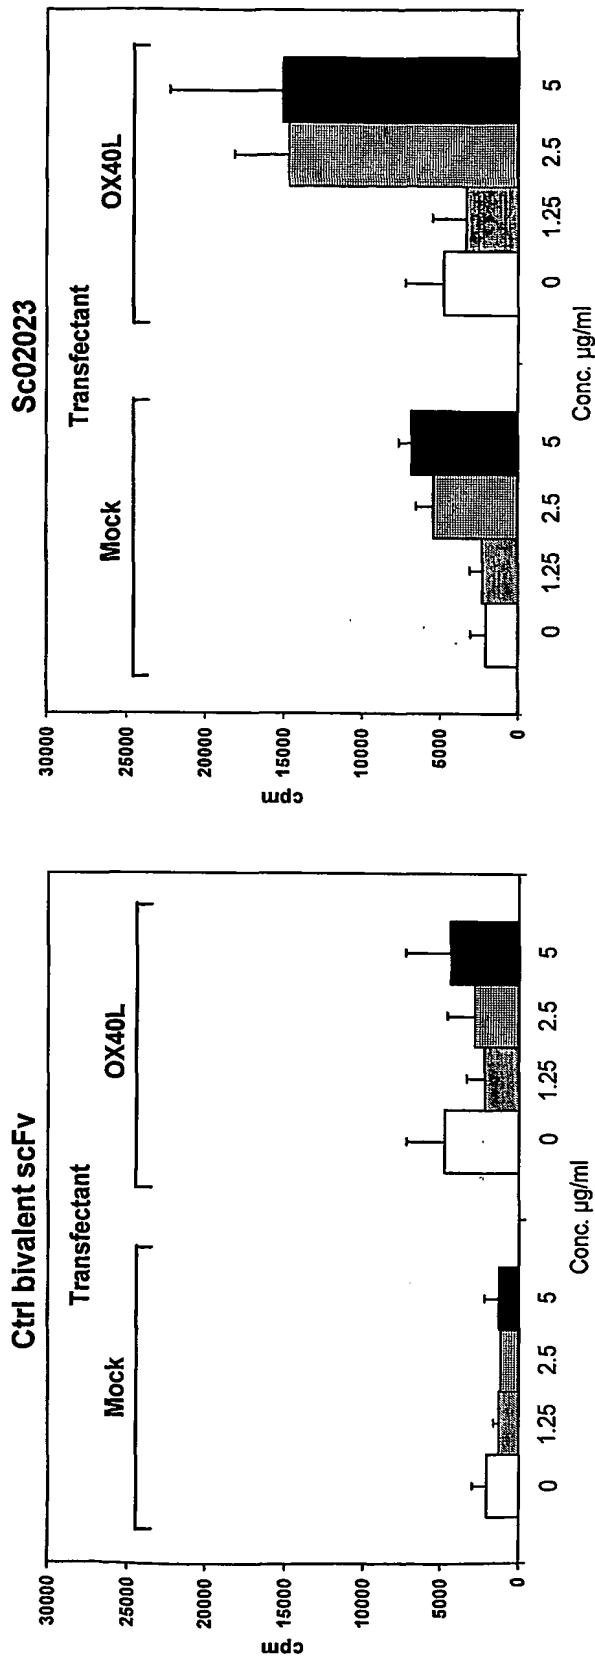 Ctrl bivalent scFv
Transfectant
Mock
OX40L
30000
25000
20000
15000
10000
5000
0
cpm
0 1.25 2.5 5 0 1.25 2.5 5
Conc. µg/ml
Sc02023
Transfectant
Mock
OX40L
30000
25000
20000
15000
10000
5000
0
cpm
0 1.25 2.5 5 0 1.25 2.5 5
Conc. µg/ml